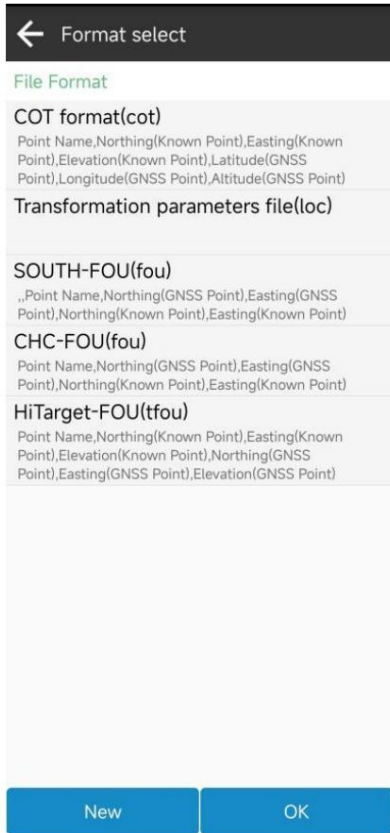 Format select
File Format
COT format(cot)
Point Name,Northing(Known Point),Easting(Known
Point),Elevation(Known Point),Latitude(GNSS
Point),Longitude(GNSS Point),Altitude(GNSS Point)
Transformation parameters file(loc)
SOUTH-FOU(fou)
,,Point Name,Northing(GNSS Point),Easting(GNSS
Point),Northing(Known Point),Easting(Known Point)
CHC-FOU(fou)
Point Name,Northing(GNSS Point),Easting(GNSS
Point),Northing(Known Point),Easting(Known Point)
HiTarget-FOU(tfou)
Point Name,Northing(Known Point),Easting(Known
Point),Elevation(Known Point),Northing(GNSS
Point),Easting(GNSS Point),Elevation(GNSS Point)
New
OK